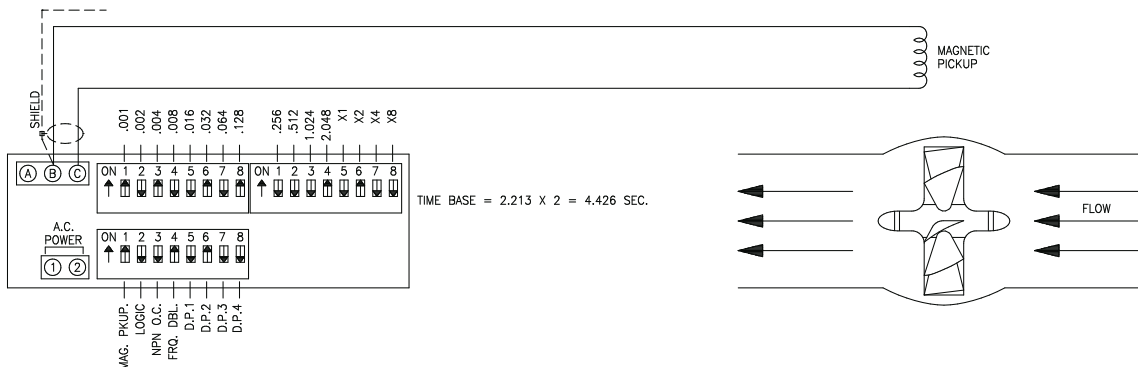 MAGNETIC
PICKUP
SHIELD
.001 .002 .004 .008 .016 .032 .064 .128 .256 .512 1.024 2.048 X1 X2 X4 X8
A B C
ON 1 2 3 4 5 6 7 8
ON 1 2 3 4 5 6 7 8
TIME BASE = 2.213 X 2 = 4.426 SEC.
FLOW
A.C.
POWER
1 2
ON 1 2 3 4 5 6 7 8
MAG. PKUP. LOGIC NPN O.C. FRQ. DBL. D.P.1 D.P.2 D.P.3 D.P.4